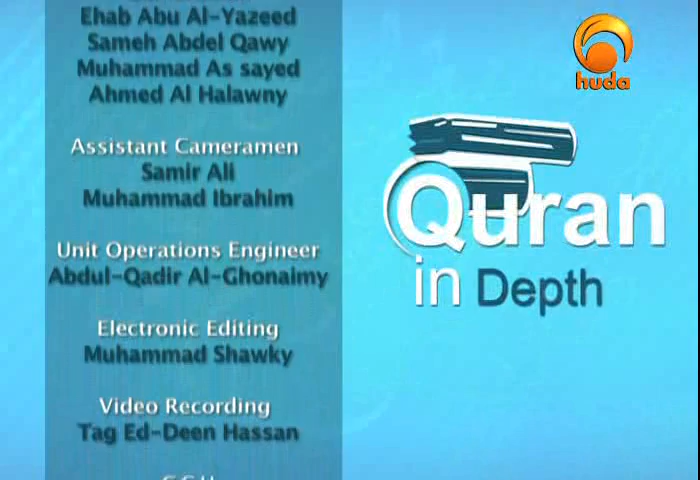 Ehab Abu Al-Yazeed
Sameh Abdel Qawy
Muhammad As sayed
Ahmed Al Halawny
Assistant Cameramen
Samir Ali
Muhammad Ibrahim
Unit Operations Engineer
Abdul-Qadir Al-Ghonaimy
Electronic Editing
Muhammad Shawky
Video Recording
Tag Ed-Deen Hassan
huda
Quran
in Depth